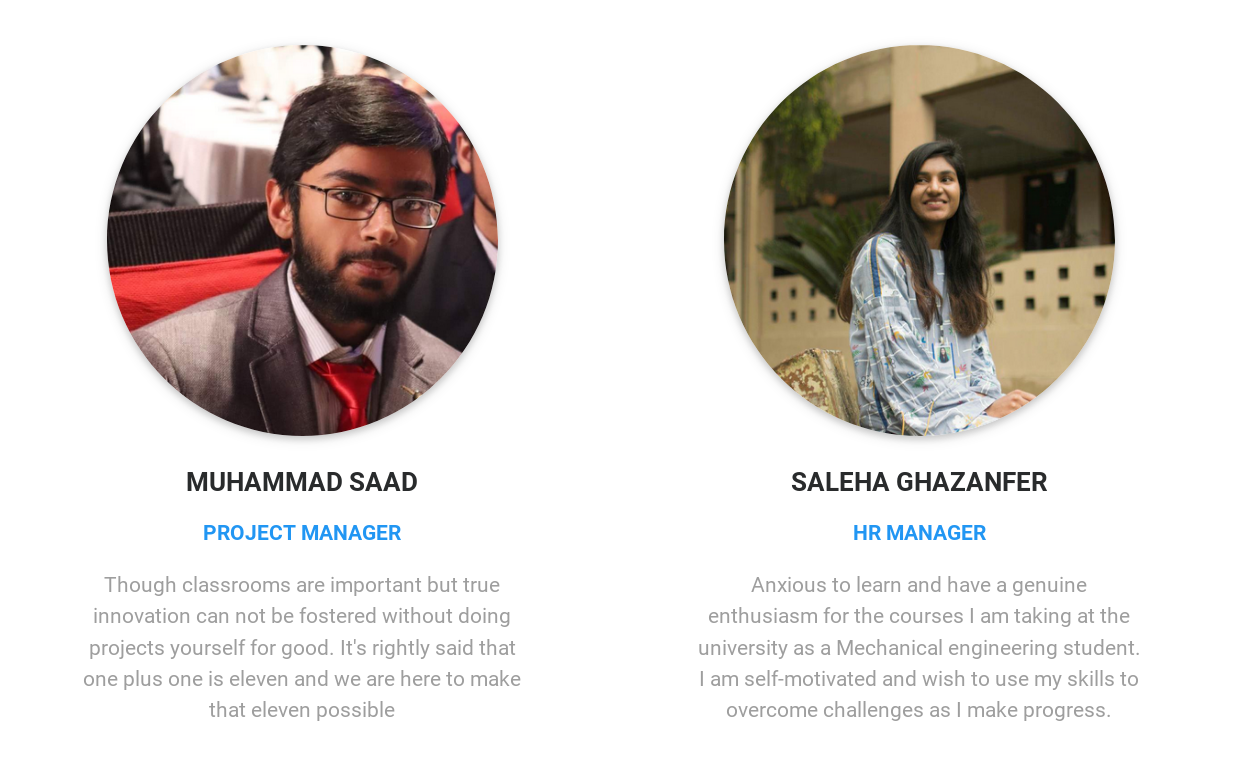 MUHAMMAD SAAD
PROJECT MANAGER
Though classrooms are important but true
innovation can not be fostered without doing
projects yourself for good. It's rightly said that
one plus one is eleven and we are here to make
that eleven possible
SALEHA GHAZANFER
HR MANAGER
Anxious to learn and have a genuine
enthusiasm for the courses I am taking at the
university as a Mechanical engineering student.
I am self-motivated and wish to use my skills to
overcome challenges as I make progress.